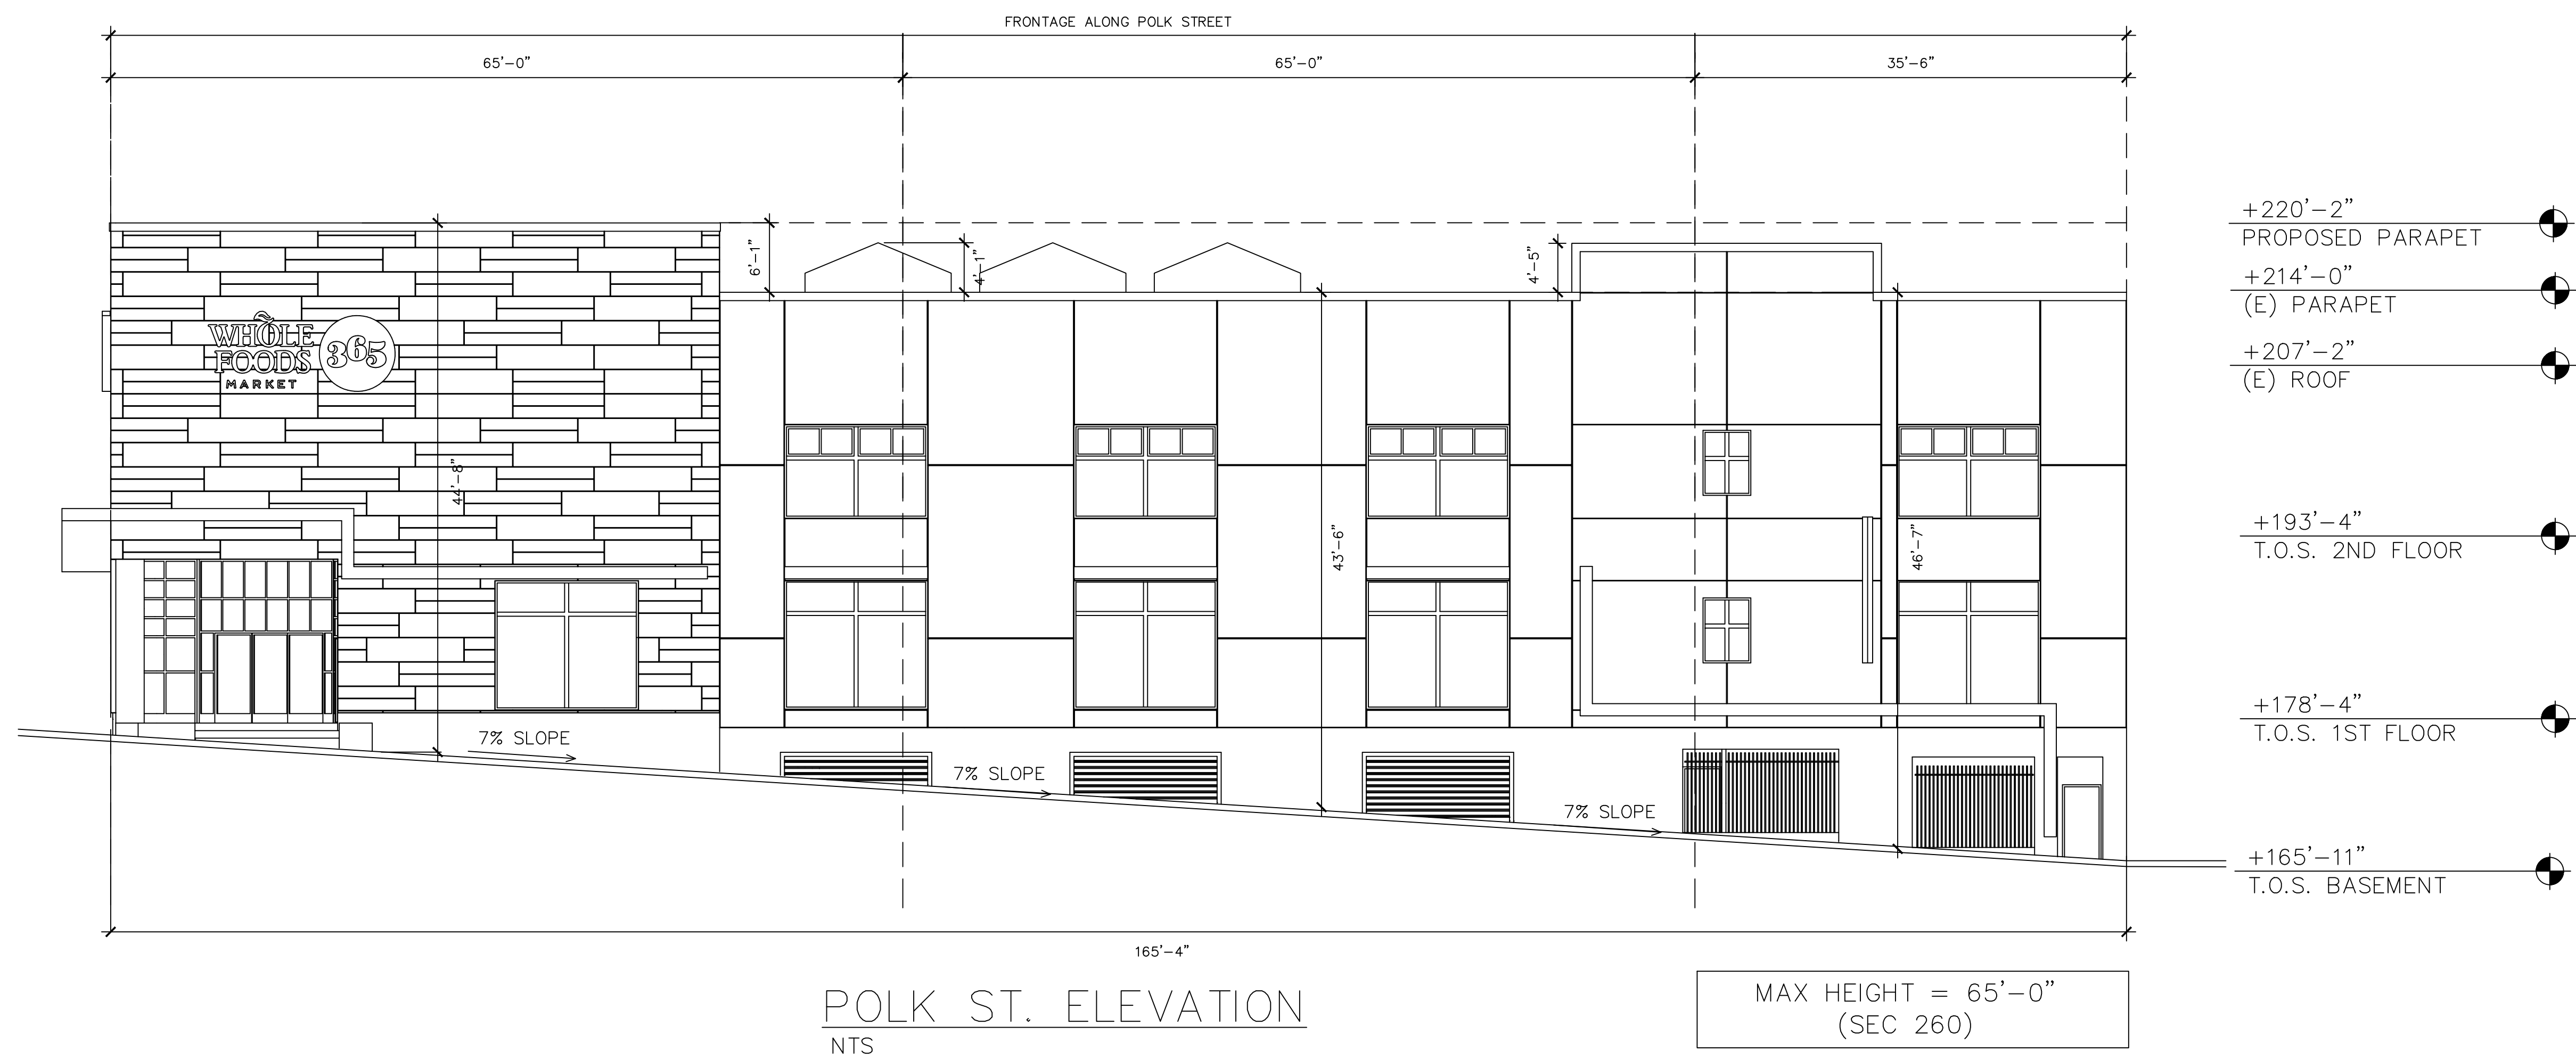 FRONTAGE ALONG POLK STREET
65'-0"
65'-0"
35'-6"
6'-1"
4'-1"
4'-5"
WHOLE
FOODS
MARKET
365
44'-8"
43'-6"
46'-7"
7% SLOPE
7% SLOPE
7% SLOPE
165'-4"
+220'-2"
PROPOSED PARAPET
+214'-0"
(E) PARAPET
+207'-2"
(E) ROOF
+193'-4"
T.O.S. 2ND FLOOR
+178'-4"
T.O.S. 1ST FLOOR
+165'-11"
T.O.S. BASEMENT
POLK ST. ELEVATION
NTS
MAX HEIGHT = 65'-0"
(SEC 260)